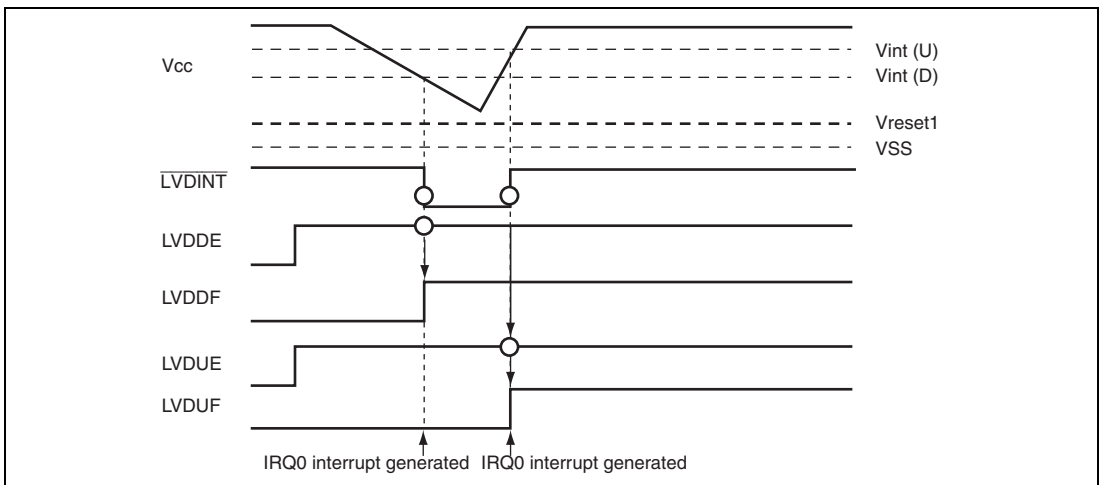 Vcc
Vint (U)
Vint (D)
Vreset1
VSS
LVDINT
LVDDE
LVDDF
LVDUE
LVDUF
IRQ0 interrupt generated IRQ0 interrupt generated